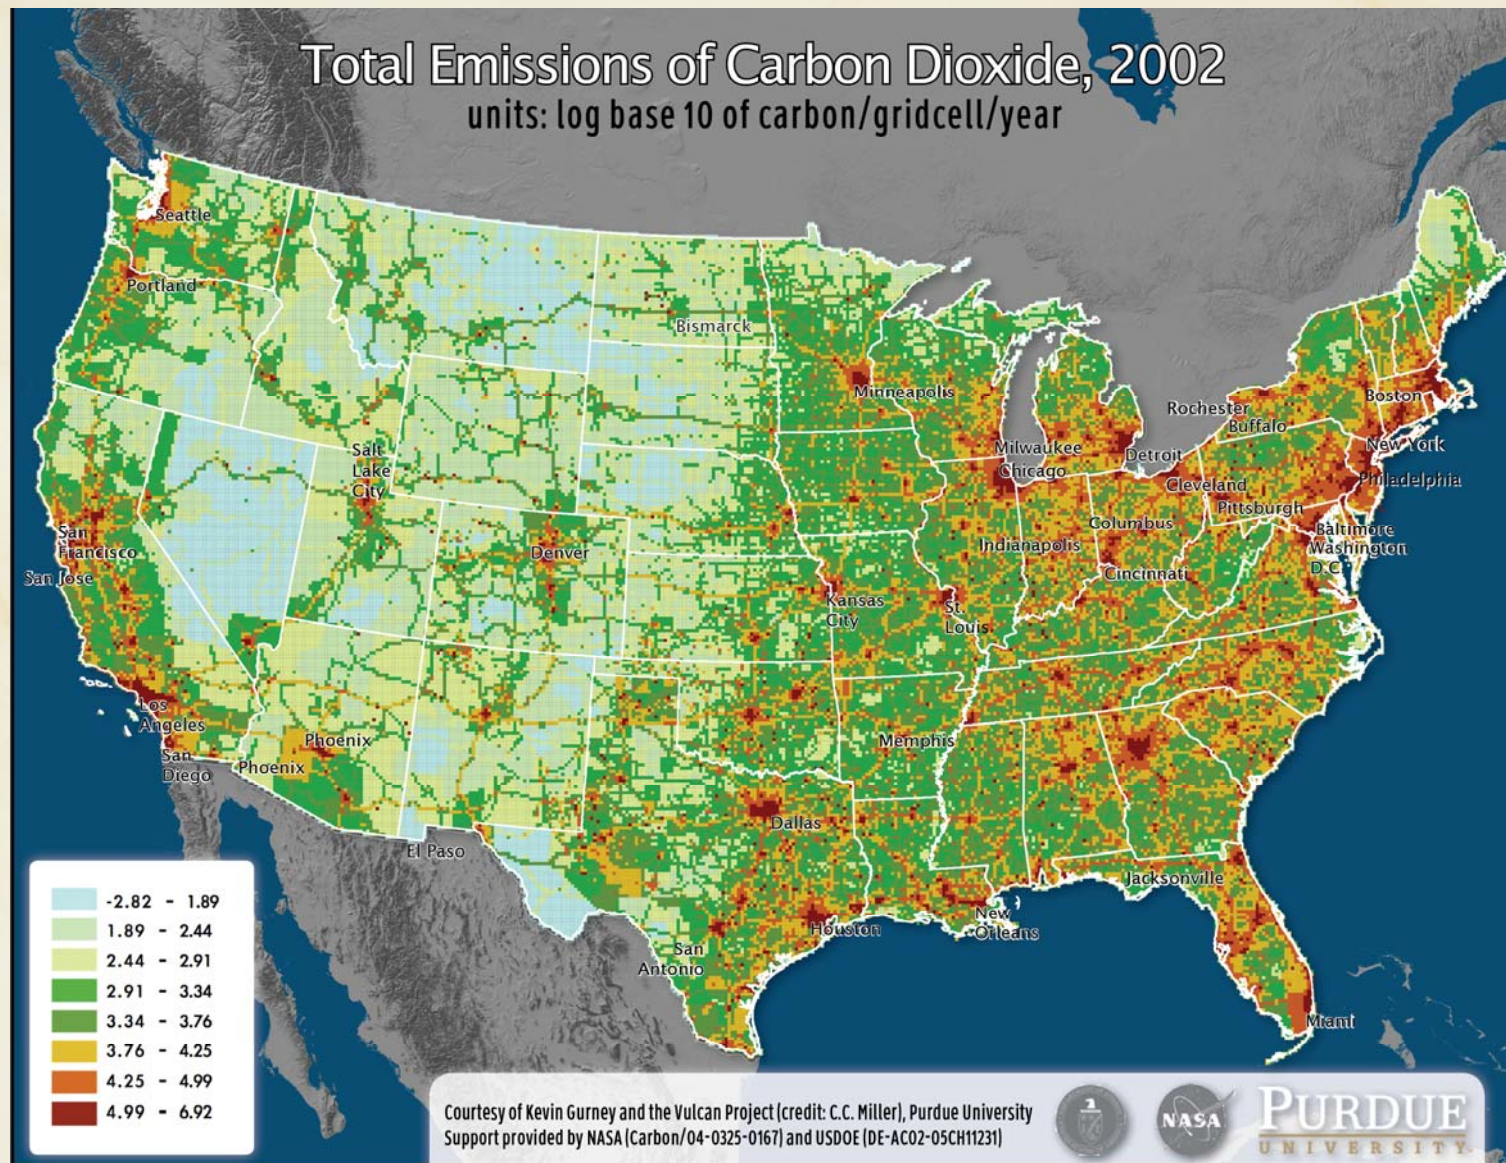 Total Emissions of Carbon Dioxide, 2002
units: log base 10 of carbon/gridcell/year
Seattle
Portland
Bismarck
Minneapolis
Boston
Rochester
Buffalo
New York
Milwaukee
Chicago
Detroit
Cleveland
Philadelphia
Pittsburgh
Salt
Lake
City
San
Francisco
San Jose
Denver
Columbus
Indianapolis
Cincinnati
Baltimore
Washington
D.C.
Kansas
City
St.
Louis
Los
Angeles
San
Diego
Phoenix
Phoenix
Memphis
Dallas
El Paso
Jacksonville
New
Orleans
Houston
San
Antonio
Miami
-2.82 - 1.89
1.89 - 2.44
2.44 - 2.91
2.91 - 3.34
3.34 - 3.76
3.76 - 4.25
4.25 - 4.99
4.99 - 6.92
Courtesy of Kevin Gurney and the Vulcan Project (credit: C.C. Miller), Purdue University
Support provided by NASA (Carbon/04-0325-0167) and USDOE (DE-AC02-05CH11231)
NASA
PURDUE
UNIVERSITY